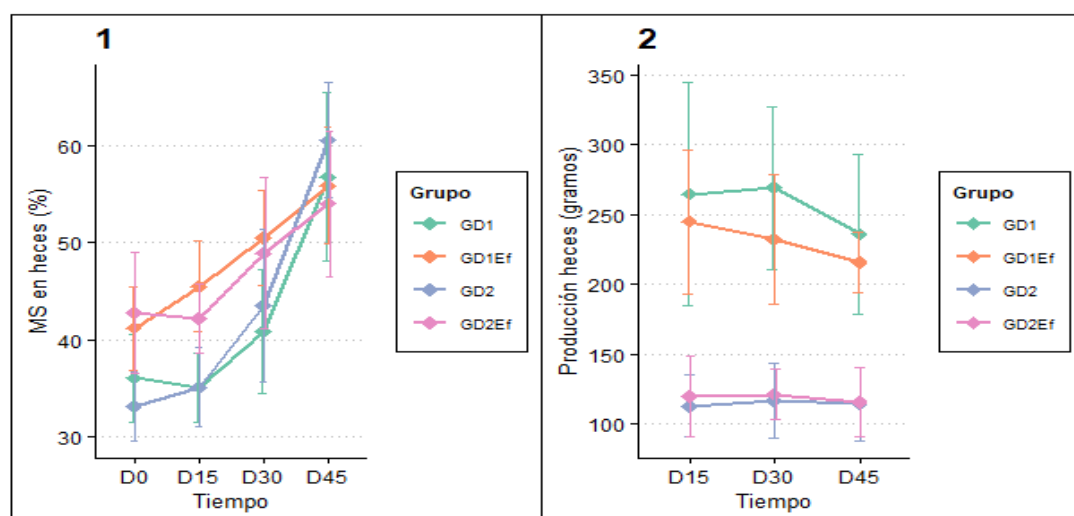 1
MS en heces (%)
60
50
40
30
D0 D15 D30 D45
Tiempo
Grupo
GD1
GD1Ef
GD2
GD2Ef
2
Producción heces (gramos)
350
300
250
200
150
100
D15 D30 D45
Tiempo
Grupo
GD1
GD1Ef
GD2
GD2Ef